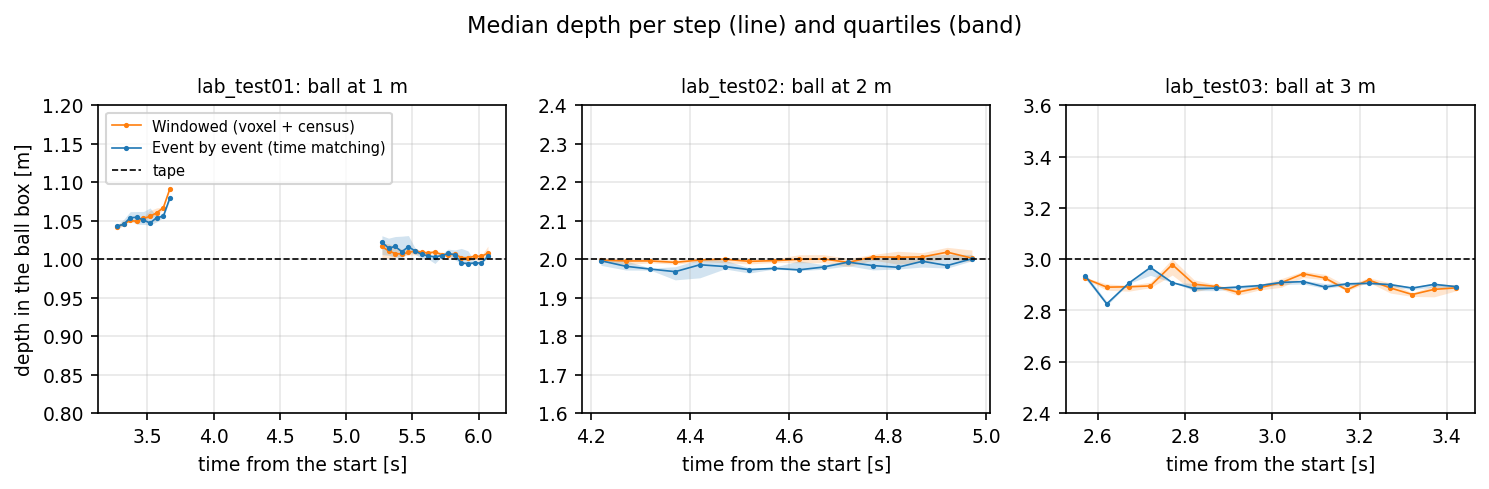 Median depth per step (line) and quartiles (band)
lab_test01: ball at 1 m
lab_test02: ball at 2 m
lab_test03: ball at 3 m
depth in the ball box [m]
1.20
1.15
1.10
1.05
1.00
0.95
0.90
0.85
0.80
Windowed (voxel + census)
Event by event (time matching)
tape
3.5 4.0 4.5 5.0 5.5 6.0
time from the start [s]
2.4
2.3
2.2
2.1
2.0
1.9
1.8
1.7
1.6
4.2 4.4 4.6 4.8 5.0
time from the start [s]
3.6
3.4
3.2
3.0
2.8
2.6
2.4
2.6 2.8 3.0 3.2 3.4
time from the start [s]